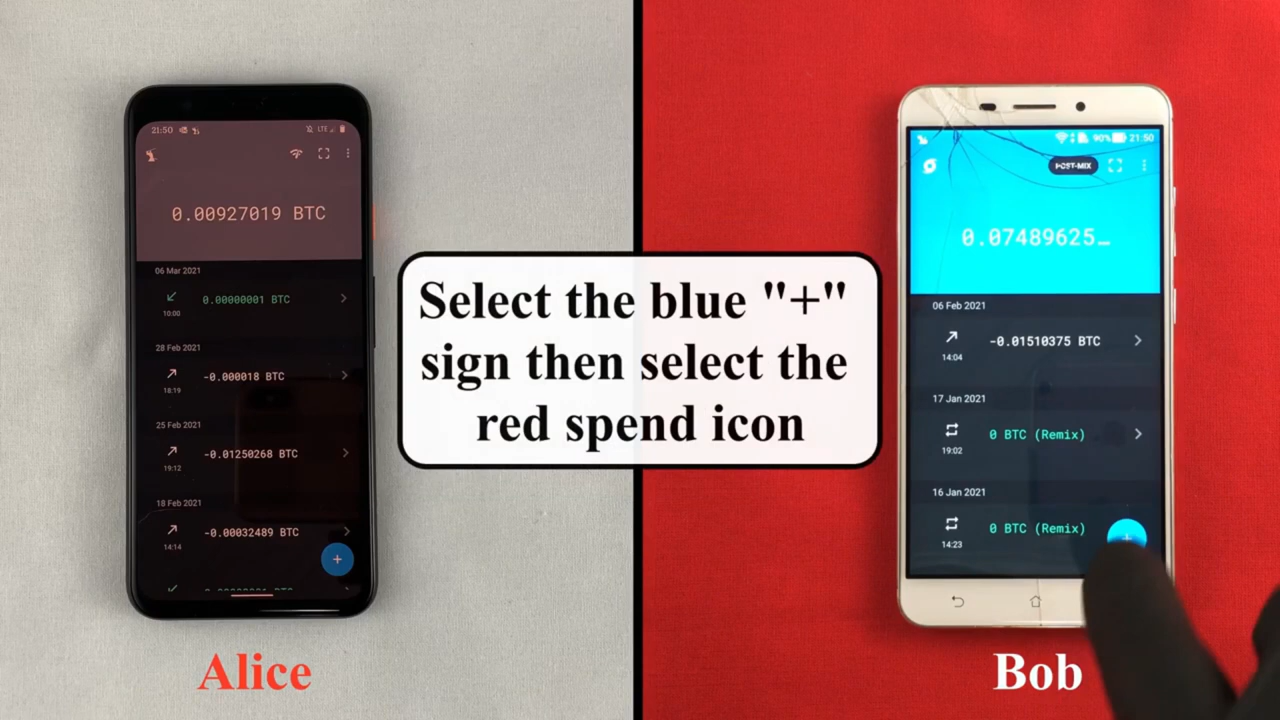 21:50
LTE
0.00927019 BTC
06 Mar 2021
0.00000001 BTC
10:00
28 Feb 2021
-0.000018 BTC
18:19
25 Feb 2021
-0.01250268 BTC
19:12
18 Feb 2021
-0.00032489 BTC
14:14
+
Alice
Select the blue "+"
sign then select the
red spend icon
90% 21:50
POST-MIX
0.07489625…
06 Feb 2021
-0.01510375 BTC
14:04
17 Jan 2021
0 BTC (Remix)
19:02
16 Jan 2021
0 BTC (Remix)
14:23
+
Bob